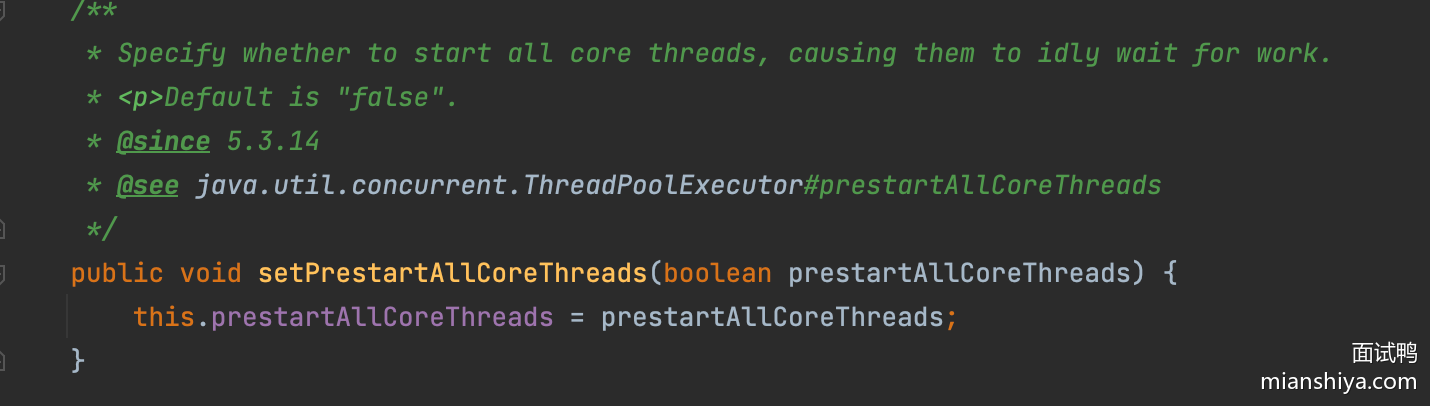 /**
* Specify whether to start all core threads, causing them to idly wait for work.
* <p>Default is "false".
* @since 5.3.14
* @see java.util.concurrent.ThreadPoolExecutor#prestartAllCoreThreads
*/
public void setPrestartAllCoreThreads(boolean prestartAllCoreThreads) {
this.prestartAllCoreThreads = prestartAllCoreThreads;
}
面试鸭
mianshiya.com